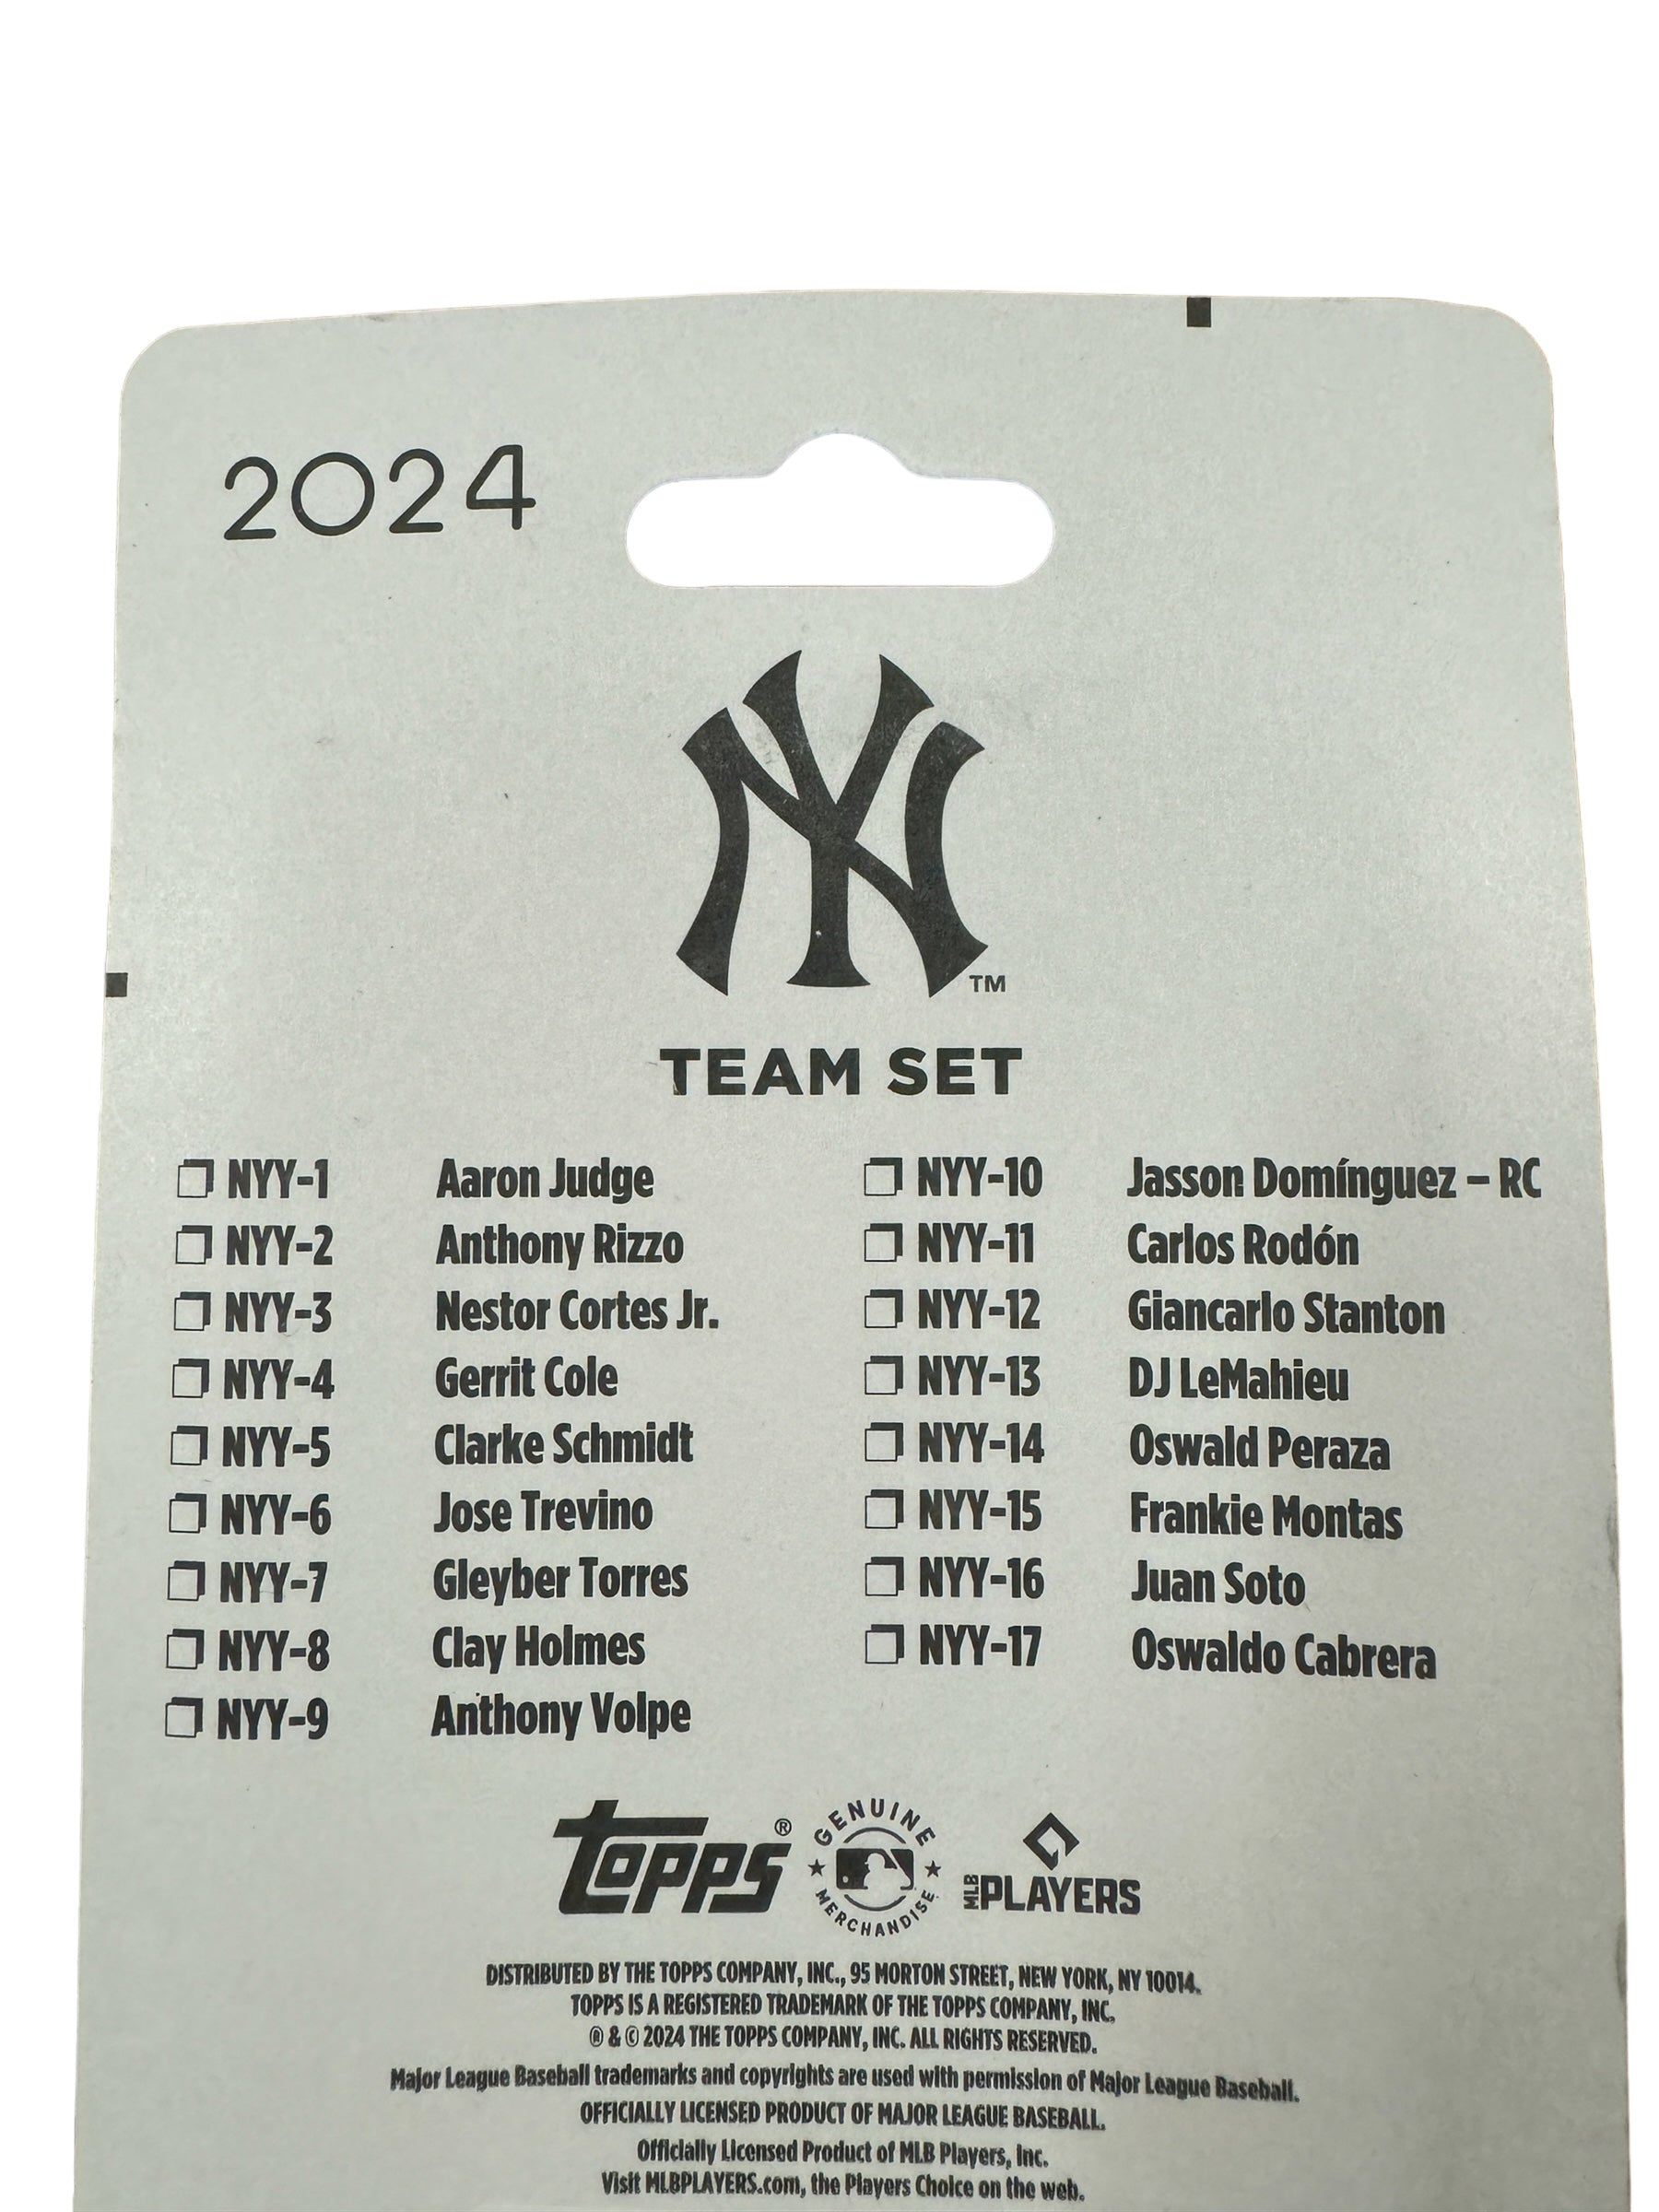 2024
NY
TM
TEAM SET
NYY-1 Aaron Judge
NYY-2 Anthony Rizzo
NYY-3 Nestor Cortes Jr.
NYY-4 Gerrit Cole
NYY-5 Clarke Schmidt
NYY-6 Jose Trevino
NYY-7 Gleyber Torres
NYY-8 Clay Holmes
NYY-9 Anthony Volpe
NYY-10 Jasson Domínguez – RC
NYY-11 Carlos Rodón
NYY-12 Giancarlo Stanton
NYY-13 DJ LeMahieu
NYY-14 Oswald Peraza
NYY-15 Frankie Montas
NYY-16 Juan Soto
NYY-17 Oswaldo Cabrera
topps®
GENUINE MERCHANDISE
MLB PLAYERS
DISTRIBUTED BY THE TOPPS COMPANY, INC., 95 MORTON STREET, NEW YORK, NY 10014.
TOPPS IS A REGISTERED TRADEMARK OF THE TOPPS COMPANY, INC.
® & © 2024 THE TOPPS COMPANY, INC. ALL RIGHTS RESERVED.
Major League Baseball trademarks and copyrights are used with permission of Major League Baseball.
OFFICIALLY LICENSED PRODUCT OF MAJOR LEAGUE BASEBALL.
Officially Licensed Product of MLB Players, Inc.
Visit MLBPLAYERS.com, the Players Choice on the web.